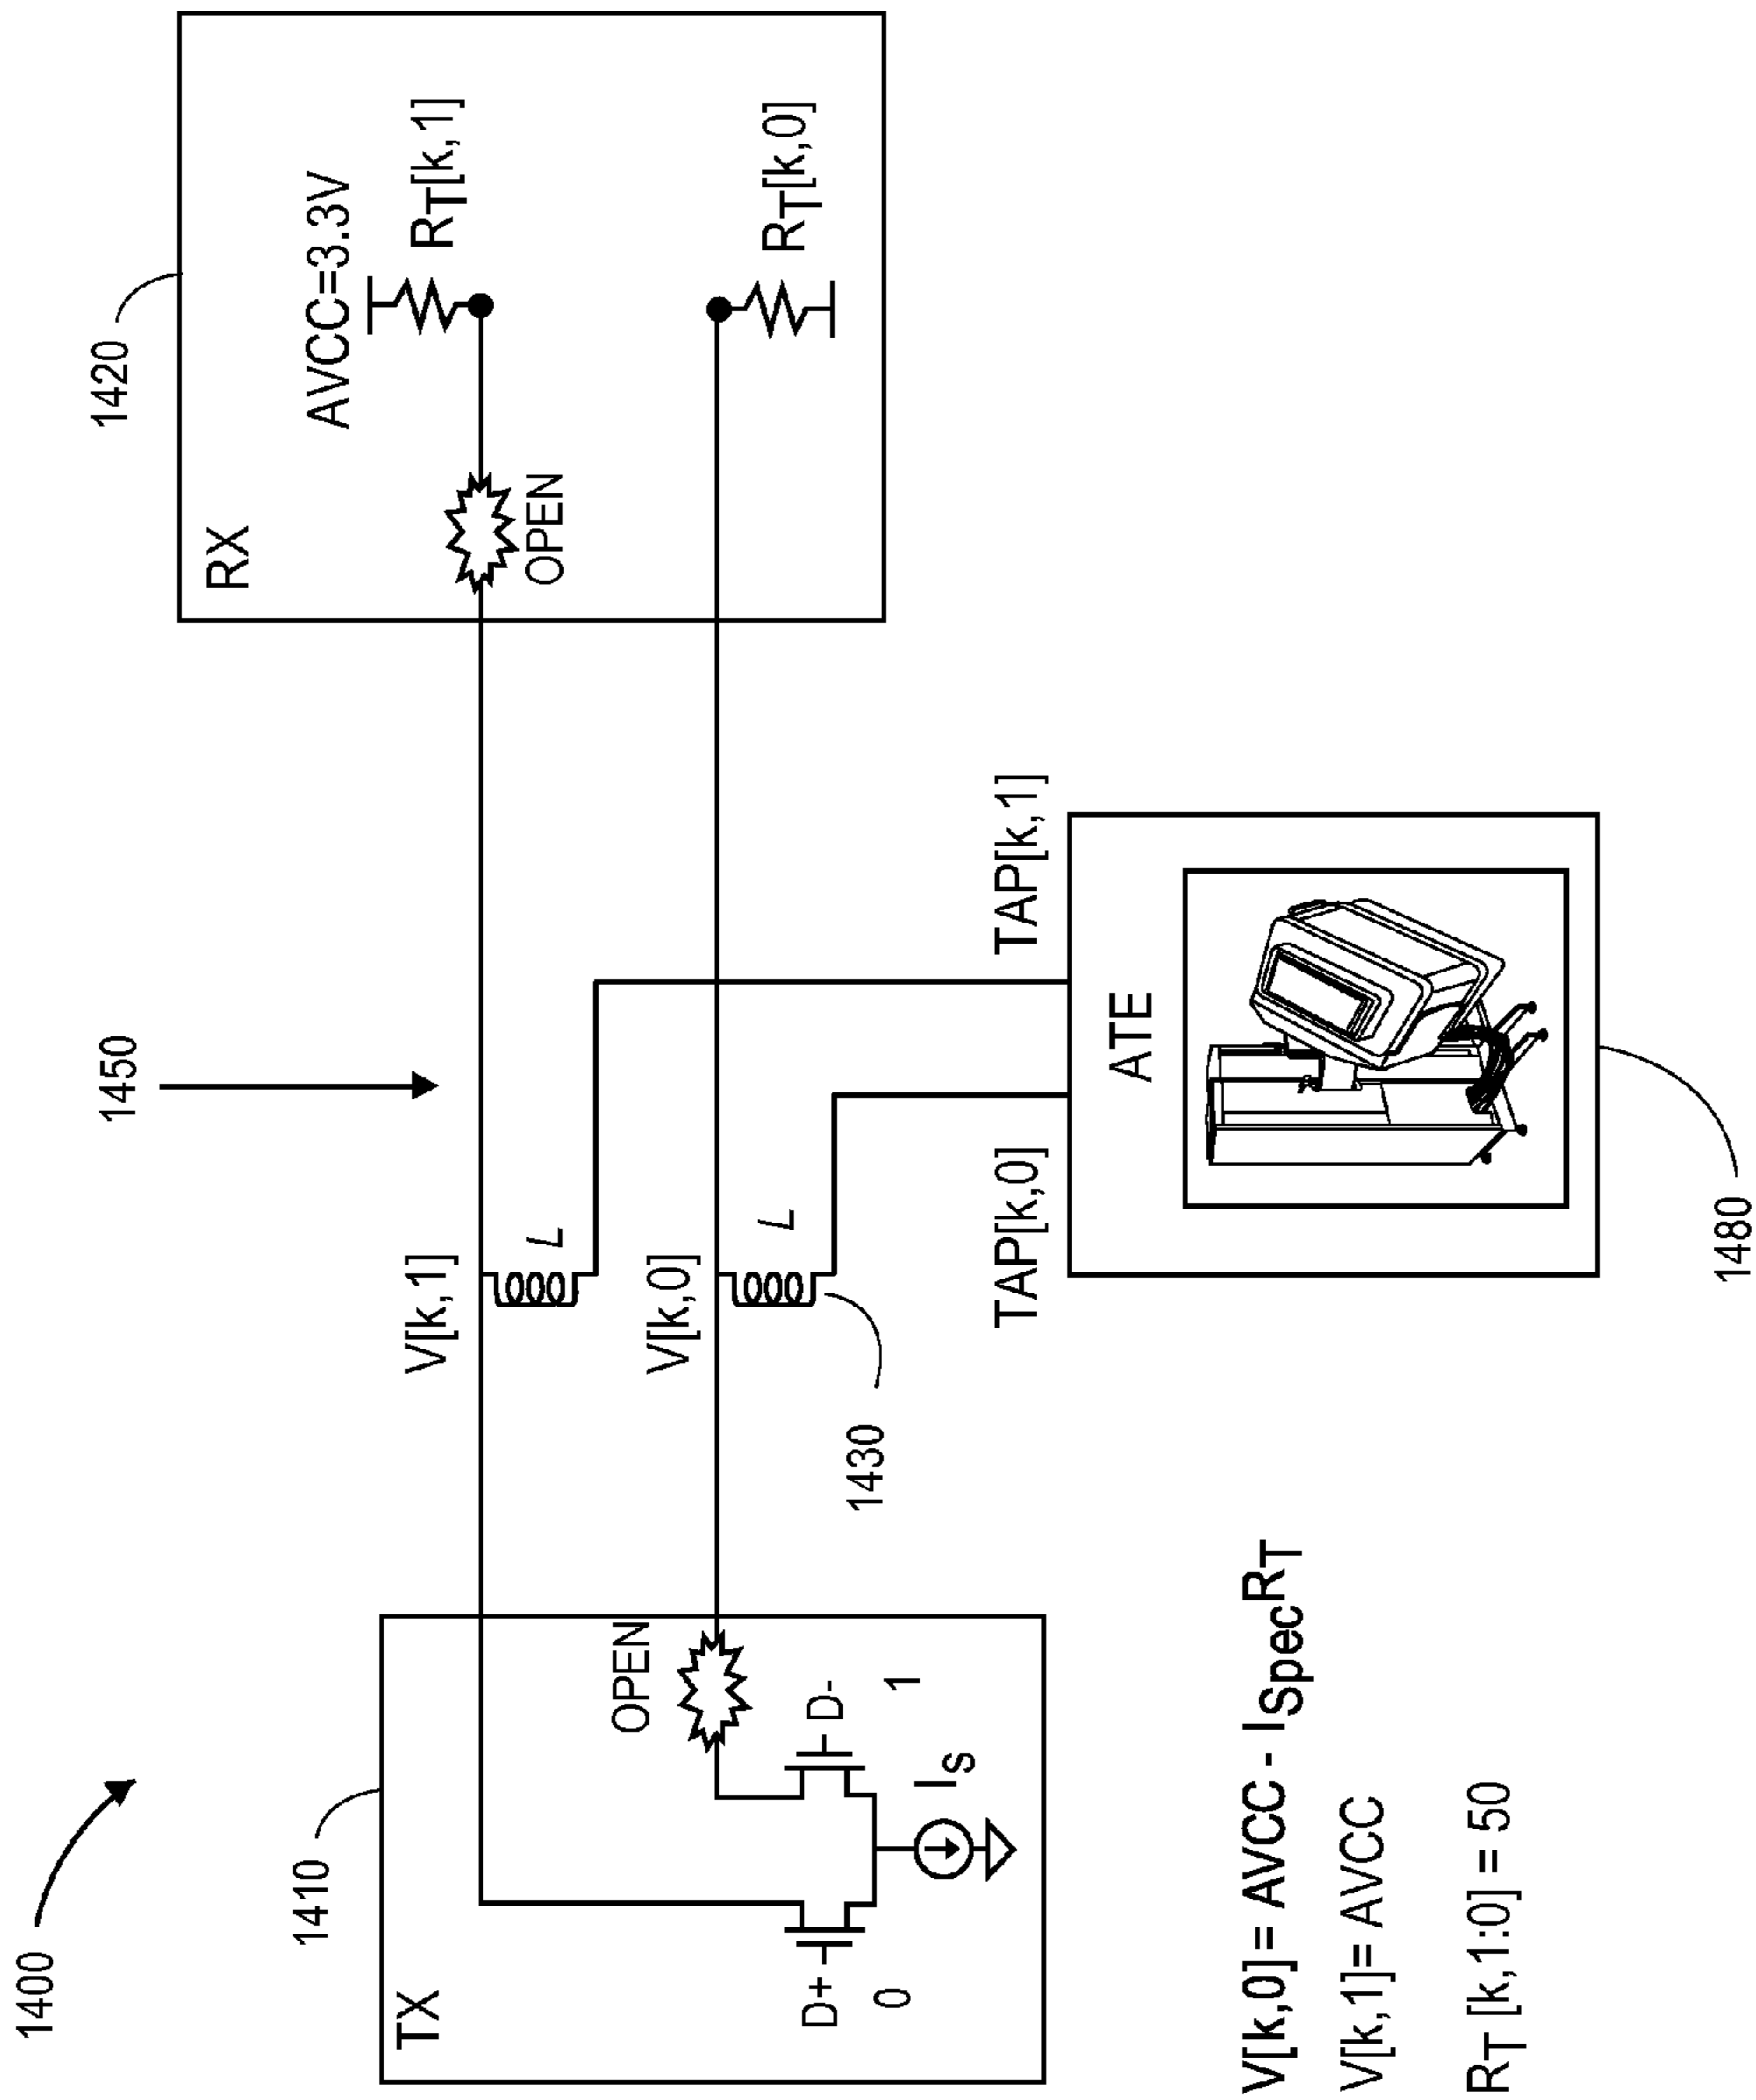 1400
1410
TX
D+
0
D-
1
IS
OPEN
1450
V[k,1]
L
V[k,0]
L
1430
1420
RX
AVCC=3.3V
RT[k,1]
OPEN
RT[k,0]
TAP[k,0]
TAP[k,1]
ATE
1480
V[k,0]= AVCC - ISpecRT
V[k,1]= AVCC
RT [k,1:0] = 50